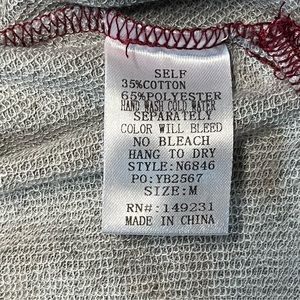 SELF
35%COTTON
65%POLYESTER
HAND WASH COLD WATER
SEPARATELY
COLOR WILL BLEED
NO BLEACH
HANG TO DRY
STYLE:N6846
PO:YB2567
SIZE:M
RN#:149231
MADE IN CHINA